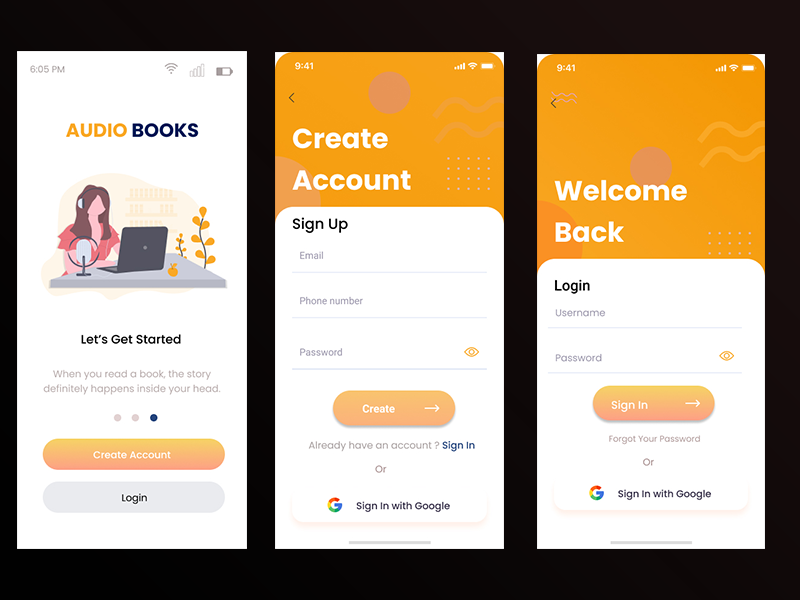 6:05 PM
AUDIO BOOKS
Let's Get Started
When you read a book, the story
definitely happens inside your head.
Create Account
Login
9:41
Create
Account
Sign Up
Email
Phone number
Password
Create
Already have an account ? Sign In
Or
Sign In with Google
9:41
Welcome
Back
Login
Username
Password
Sign In
Forgot Your Password
Or
Sign In with Google